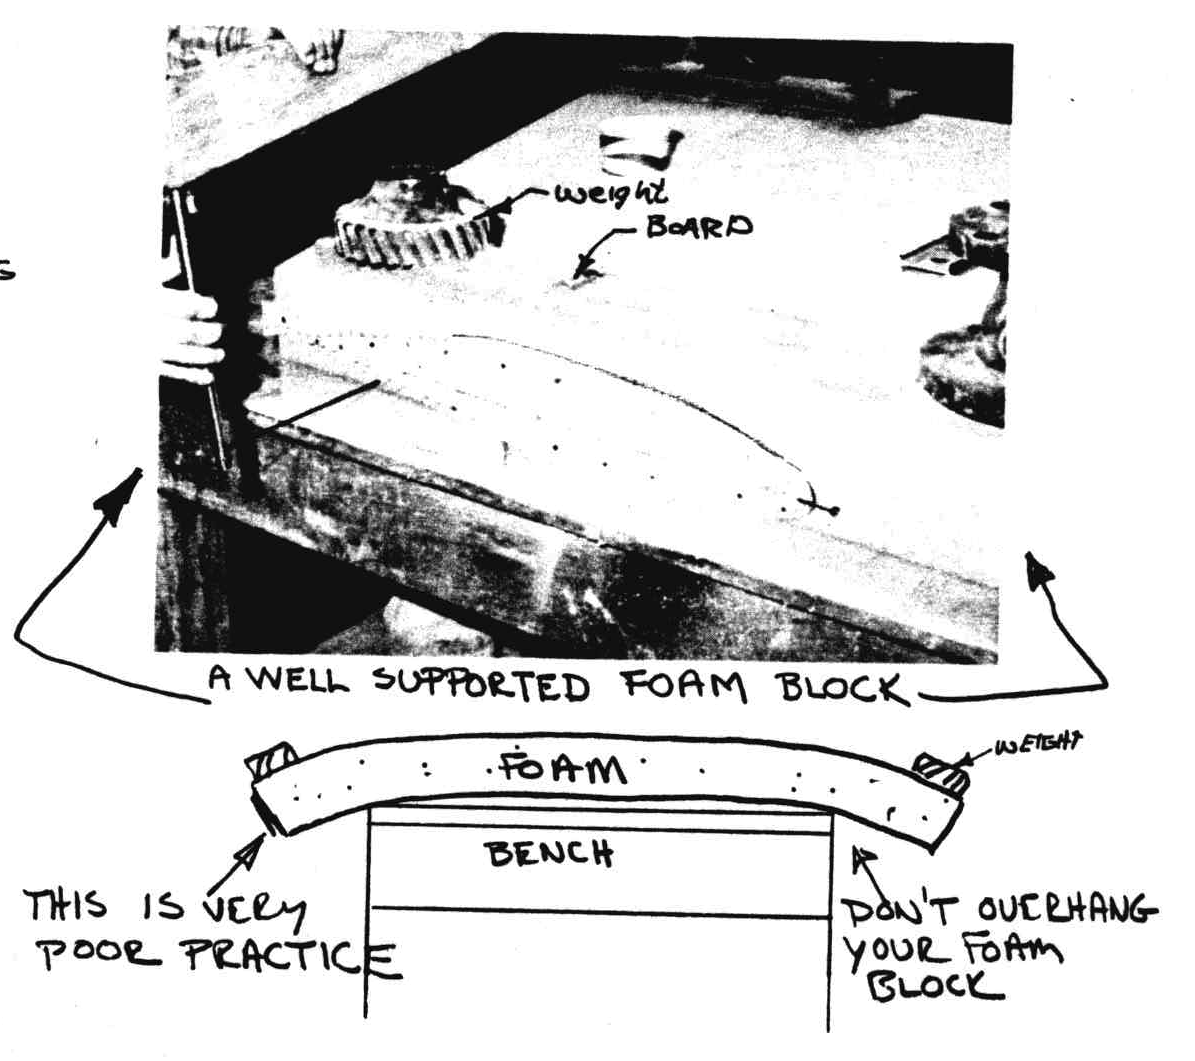 weight
BOARD
S
A WELL SUPPORTED FOAM BLOCK
FOAM
WEIGHT
BENCH
THIS IS VERY
POOR PRACTICE
DON'T OVERHANG
YOUR FOAM
BLOCK